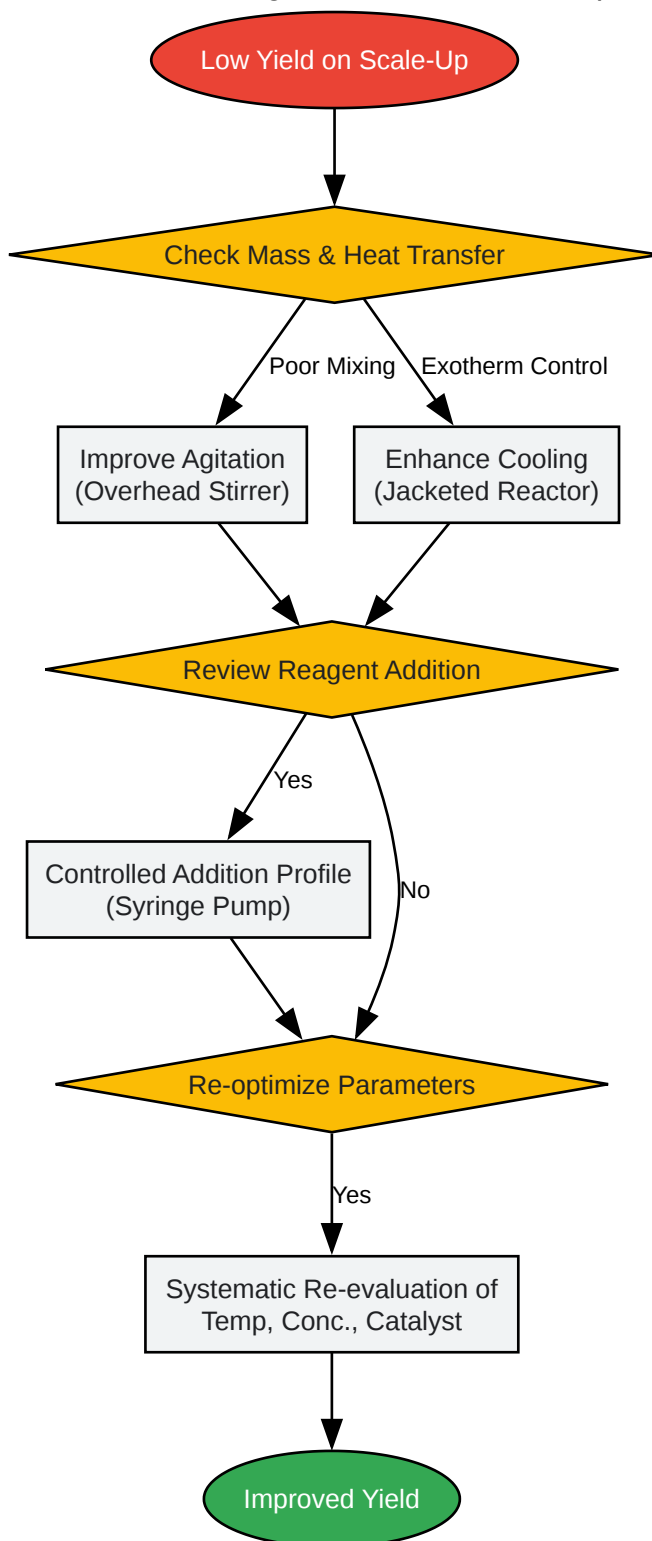 Low Yield on Scale-Up
Check Mass & Heat Transfer
Poor Mixing
Exotherm Control
Improve Agitation
(Overhead Stirrer)
Enhance Cooling
(Jacketed Reactor)
Review Reagent Addition
Yes
Controlled Addition Profile
(Syringe Pump)
No
Re-optimize Parameters
Yes
Systematic Re-evaluation of
Temp, Conc., Catalyst
Improved Yield